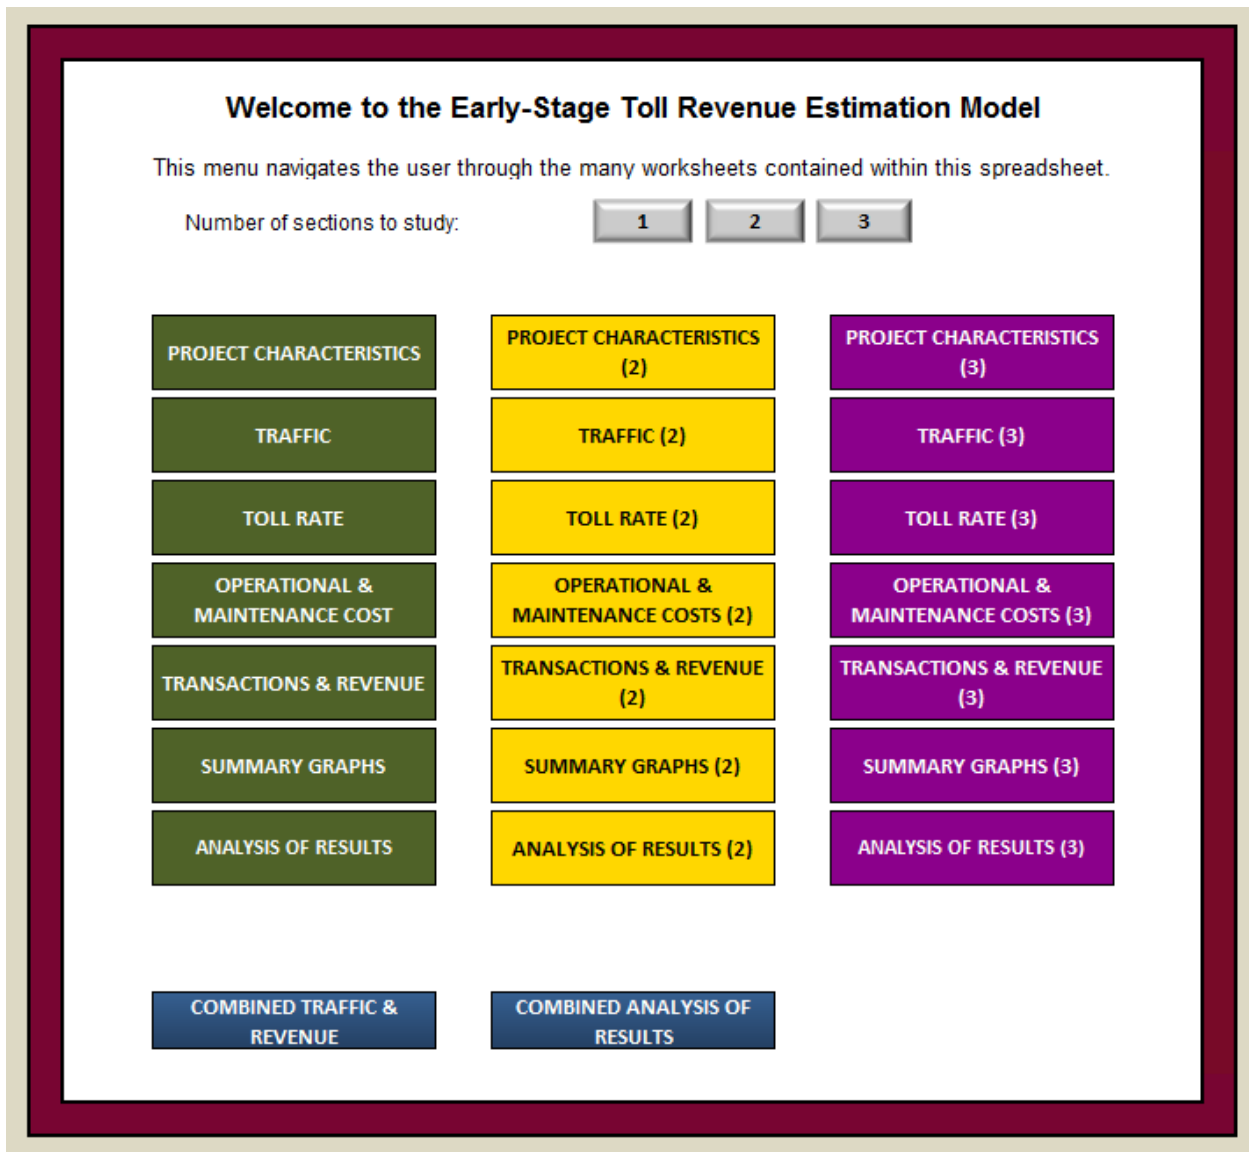 Welcome to the Early-Stage Toll Revenue Estimation Model
This menu navigates the user through the many worksheets contained within this spreadsheet.
Number of sections to study:
1
2
3
PROJECT CHARACTERISTICS
PROJECT CHARACTERISTICS
(2)
PROJECT CHARACTERISTICS
(3)
TRAFFIC
TRAFFIC (2)
TRAFFIC (3)
TOLL RATE
TOLL RATE (2)
TOLL RATE (3)
OPERATIONAL &
MAINTENANCE COST
OPERATIONAL &
MAINTENANCE COSTS (2)
OPERATIONAL &
MAINTENANCE COSTS (3)
TRANSACTIONS & REVENUE
TRANSACTIONS & REVENUE
(2)
TRANSACTIONS & REVENUE
(3)
SUMMARY GRAPHS
SUMMARY GRAPHS (2)
SUMMARY GRAPHS (3)
ANALYSIS OF RESULTS
ANALYSIS OF RESULTS (2)
ANALYSIS OF RESULTS (3)
COMBINED TRAFFIC &
REVENUE
COMBINED ANALYSIS OF
RESULTS